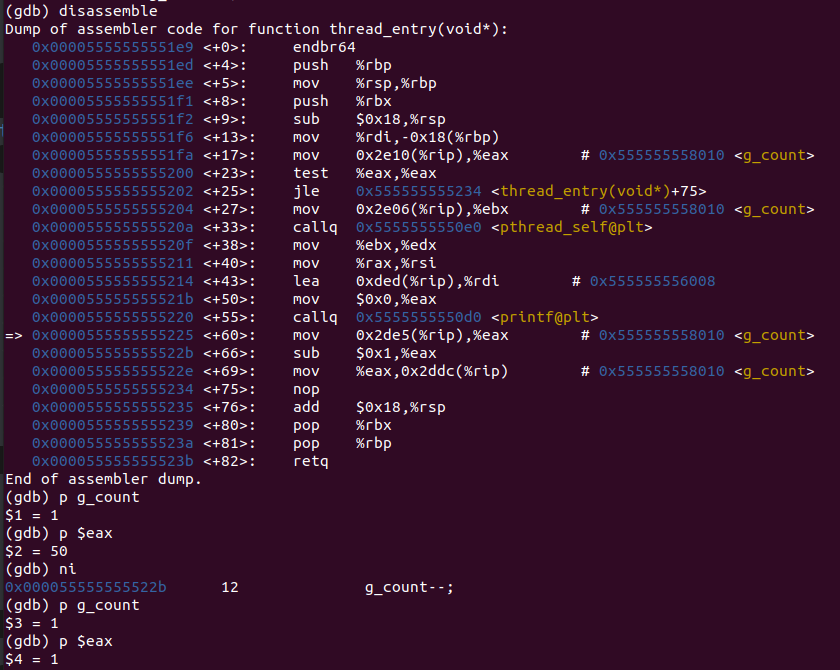 (gdb) disassemble
Dump of assembler code for function thread_entry(void*):
   0x00005555555551e9 <+0>:     endbr64
   0x00005555555551ed <+4>:     push   %rbp
   0x00005555555551ee <+5>:     mov    %rsp,%rbp
   0x00005555555551f1 <+8>:     push   %rbx
   0x00005555555551f2 <+9>:     sub    $0x18,%rsp
   0x00005555555551f6 <+13>:    mov    %rdi,-0x18(%rbp)
   0x00005555555551fa <+17>:    mov    0x2e10(%rip),%eax        # 0x555555558010 <g_count>
   0x0000555555555200 <+23>:    test   %eax,%eax
   0x0000555555555202 <+25>:    jle    0x555555555234 <thread_entry(void*)+75>
   0x0000555555555204 <+27>:    mov    0x2e06(%rip),%ebx        # 0x555555558010 <g_count>
   0x000055555555520a <+33>:    callq  0x5555555550e0 <pthread_self@plt>
   0x000055555555520f <+38>:    mov    %ebx,%edx
   0x0000555555555211 <+40>:    mov    %rax,%rsi
   0x0000555555555214 <+43>:    lea    0xded(%rip),%rdi        # 0x555555556008
   0x000055555555521b <+50>:    mov    $0x0,%eax
   0x0000555555555220 <+55>:    callq  0x5555555550d0 <printf@plt>
=> 0x0000555555555225 <+60>:    mov    0x2de5(%rip),%eax        # 0x555555558010 <g_count>
   0x000055555555522b <+66>:    sub    $0x1,%eax
   0x000055555555522e <+69>:    mov    %eax,0x2ddc(%rip)        # 0x555555558010 <g_count>
   0x0000555555555234 <+75>:    nop
   0x0000555555555235 <+76>:    add    $0x18,%rsp
   0x0000555555555239 <+80>:    pop    %rbx
   0x000055555555523a <+81>:    pop    %rbp
   0x000055555555523b <+82>:    retq
End of assembler dump.
(gdb) p g_count
$1 = 1
(gdb) p $eax
$2 = 50
(gdb) ni
0x000055555555522b      12              g_count--;
(gdb) p g_count
$3 = 1
(gdb) p $eax
$4 = 1